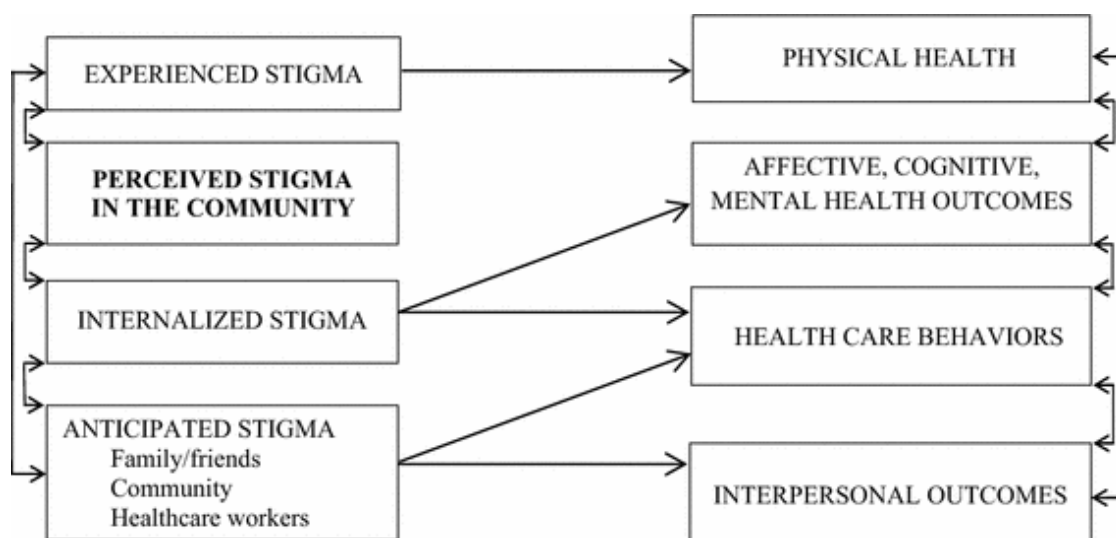 EXPERIENCED STIGMA
PHYSICAL HEALTH
PERCEIVED STIGMA
IN THE COMMUNITY
AFFECTIVE, COGNITIVE,
MENTAL HEALTH OUTCOMES
INTERNALIZED STIGMA
HEALTH CARE BEHAVIORS
ANTICIPATED STIGMA
Family/friends
Community
Healthcare workers
INTERPERSONAL OUTCOMES